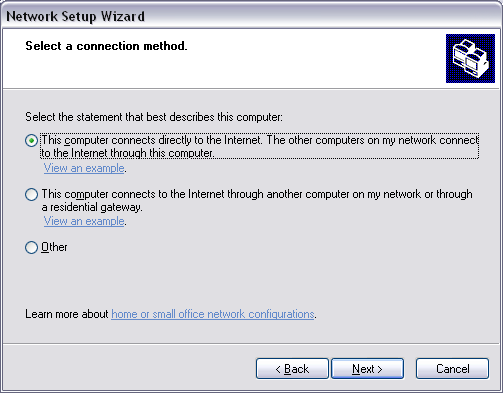 Network Setup Wizard
Select a connection method.
Select the statement that best describes this computer:
This computer connects directly to the Internet. The other computers on my network connect
to the Internet through this computer.
View an example.
This computer connects to the Internet through another computer on my network or through
a residential gateway.
View an example.
Other
Learn more about home or small office network configurations.
< Back
Next >
Cancel